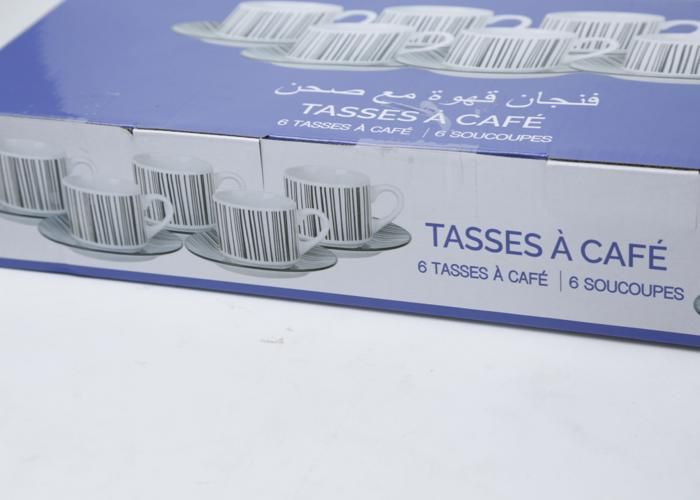 فنجان قهوة مع صحن
TASSES À CAFÉ
6 TASSES À CAFÉ | 6 SOUCOUPES
TASSES À CAFÉ
6 TASSES À CAFÉ | 6 SOUCOUPES